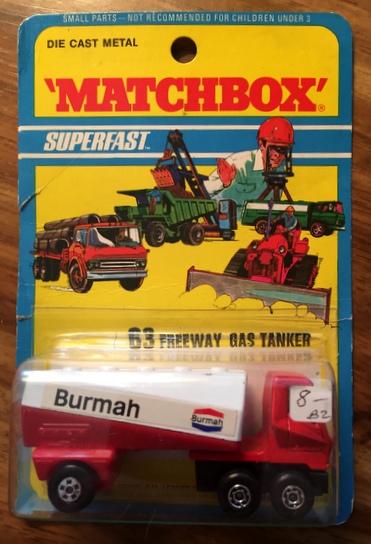 SMALL PARTS--NOT RECOMMENDED FOR CHILDREN UNDER 3
DIE CAST METAL
'MATCHBOX'®
SUPERFAST™
63 FREEWAY GAS TANKER
Burmah
Burmah
8-